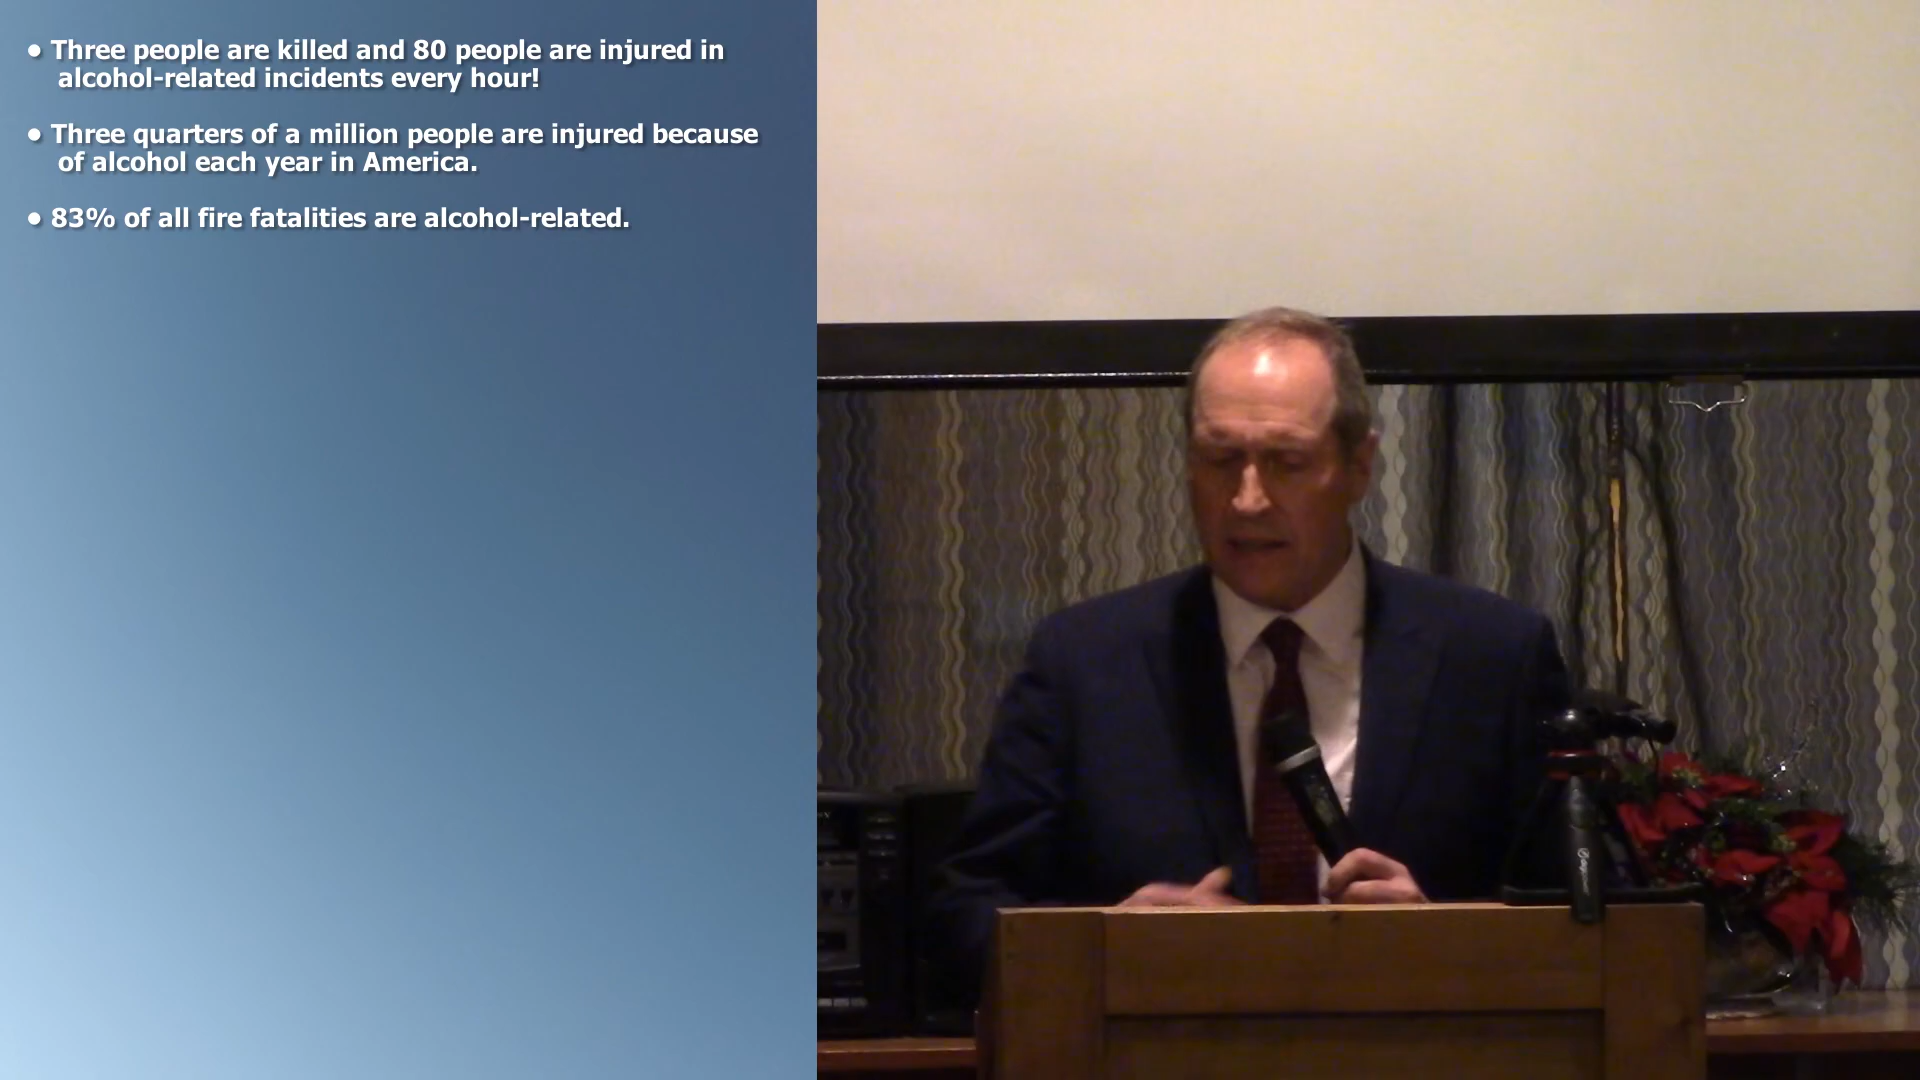 • Three people are killed and 80 people are injured in
alcohol-related incidents every hour!
• Three quarters of a million people are injured because
of alcohol each year in America.
• 83% of all fire fatalities are alcohol-related.